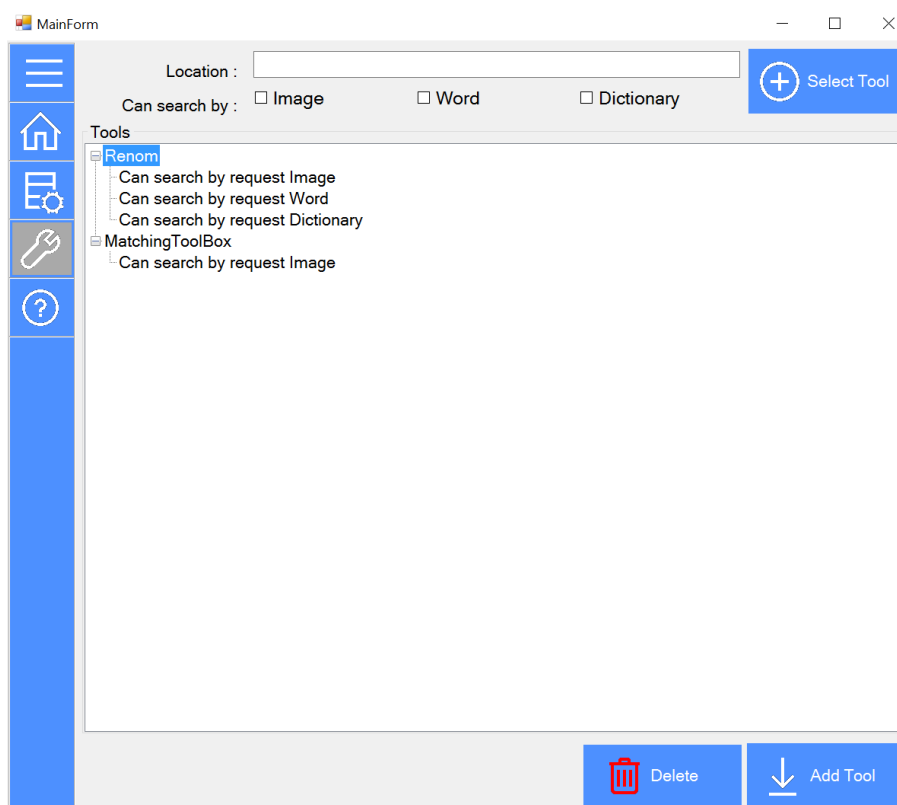 MainForm
Location :
Select Tool
Can search by :
Image
Word
Dictionary
Tools
Renom
Can search by request Image
Can search by request Word
Can search by request Dictionary
MatchingToolBox
Can search by request Image
?
Delete
Add Tool